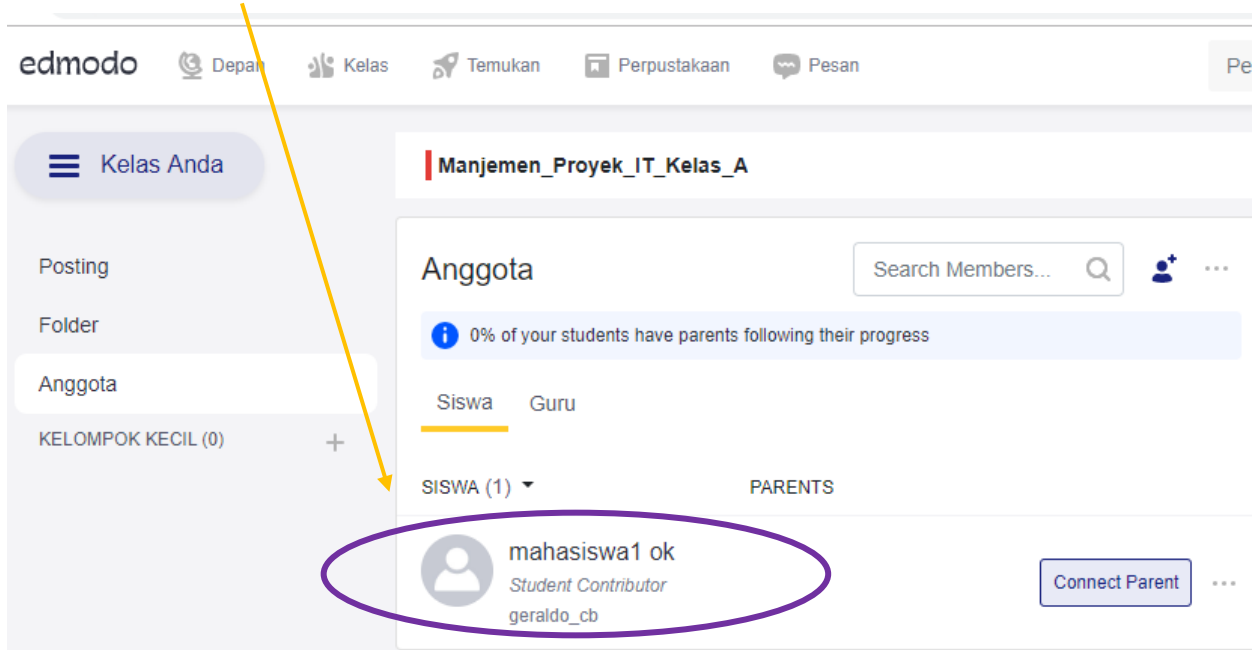 edmodo Depan Kelas Temukan Perpustakaan Pesan Pe
Kelas Anda
Manjemen_Proyek_IT_Kelas_A
Posting
Folder
Anggota
KELOMPOK KECIL (0) +
Anggota
Search Members... ...
0% of your students have parents following their progress
Siswa Guru
SISWA (1) PARENTS
mahasiswa1 ok
Student Contributor
geraldo_cb
Connect Parent ...